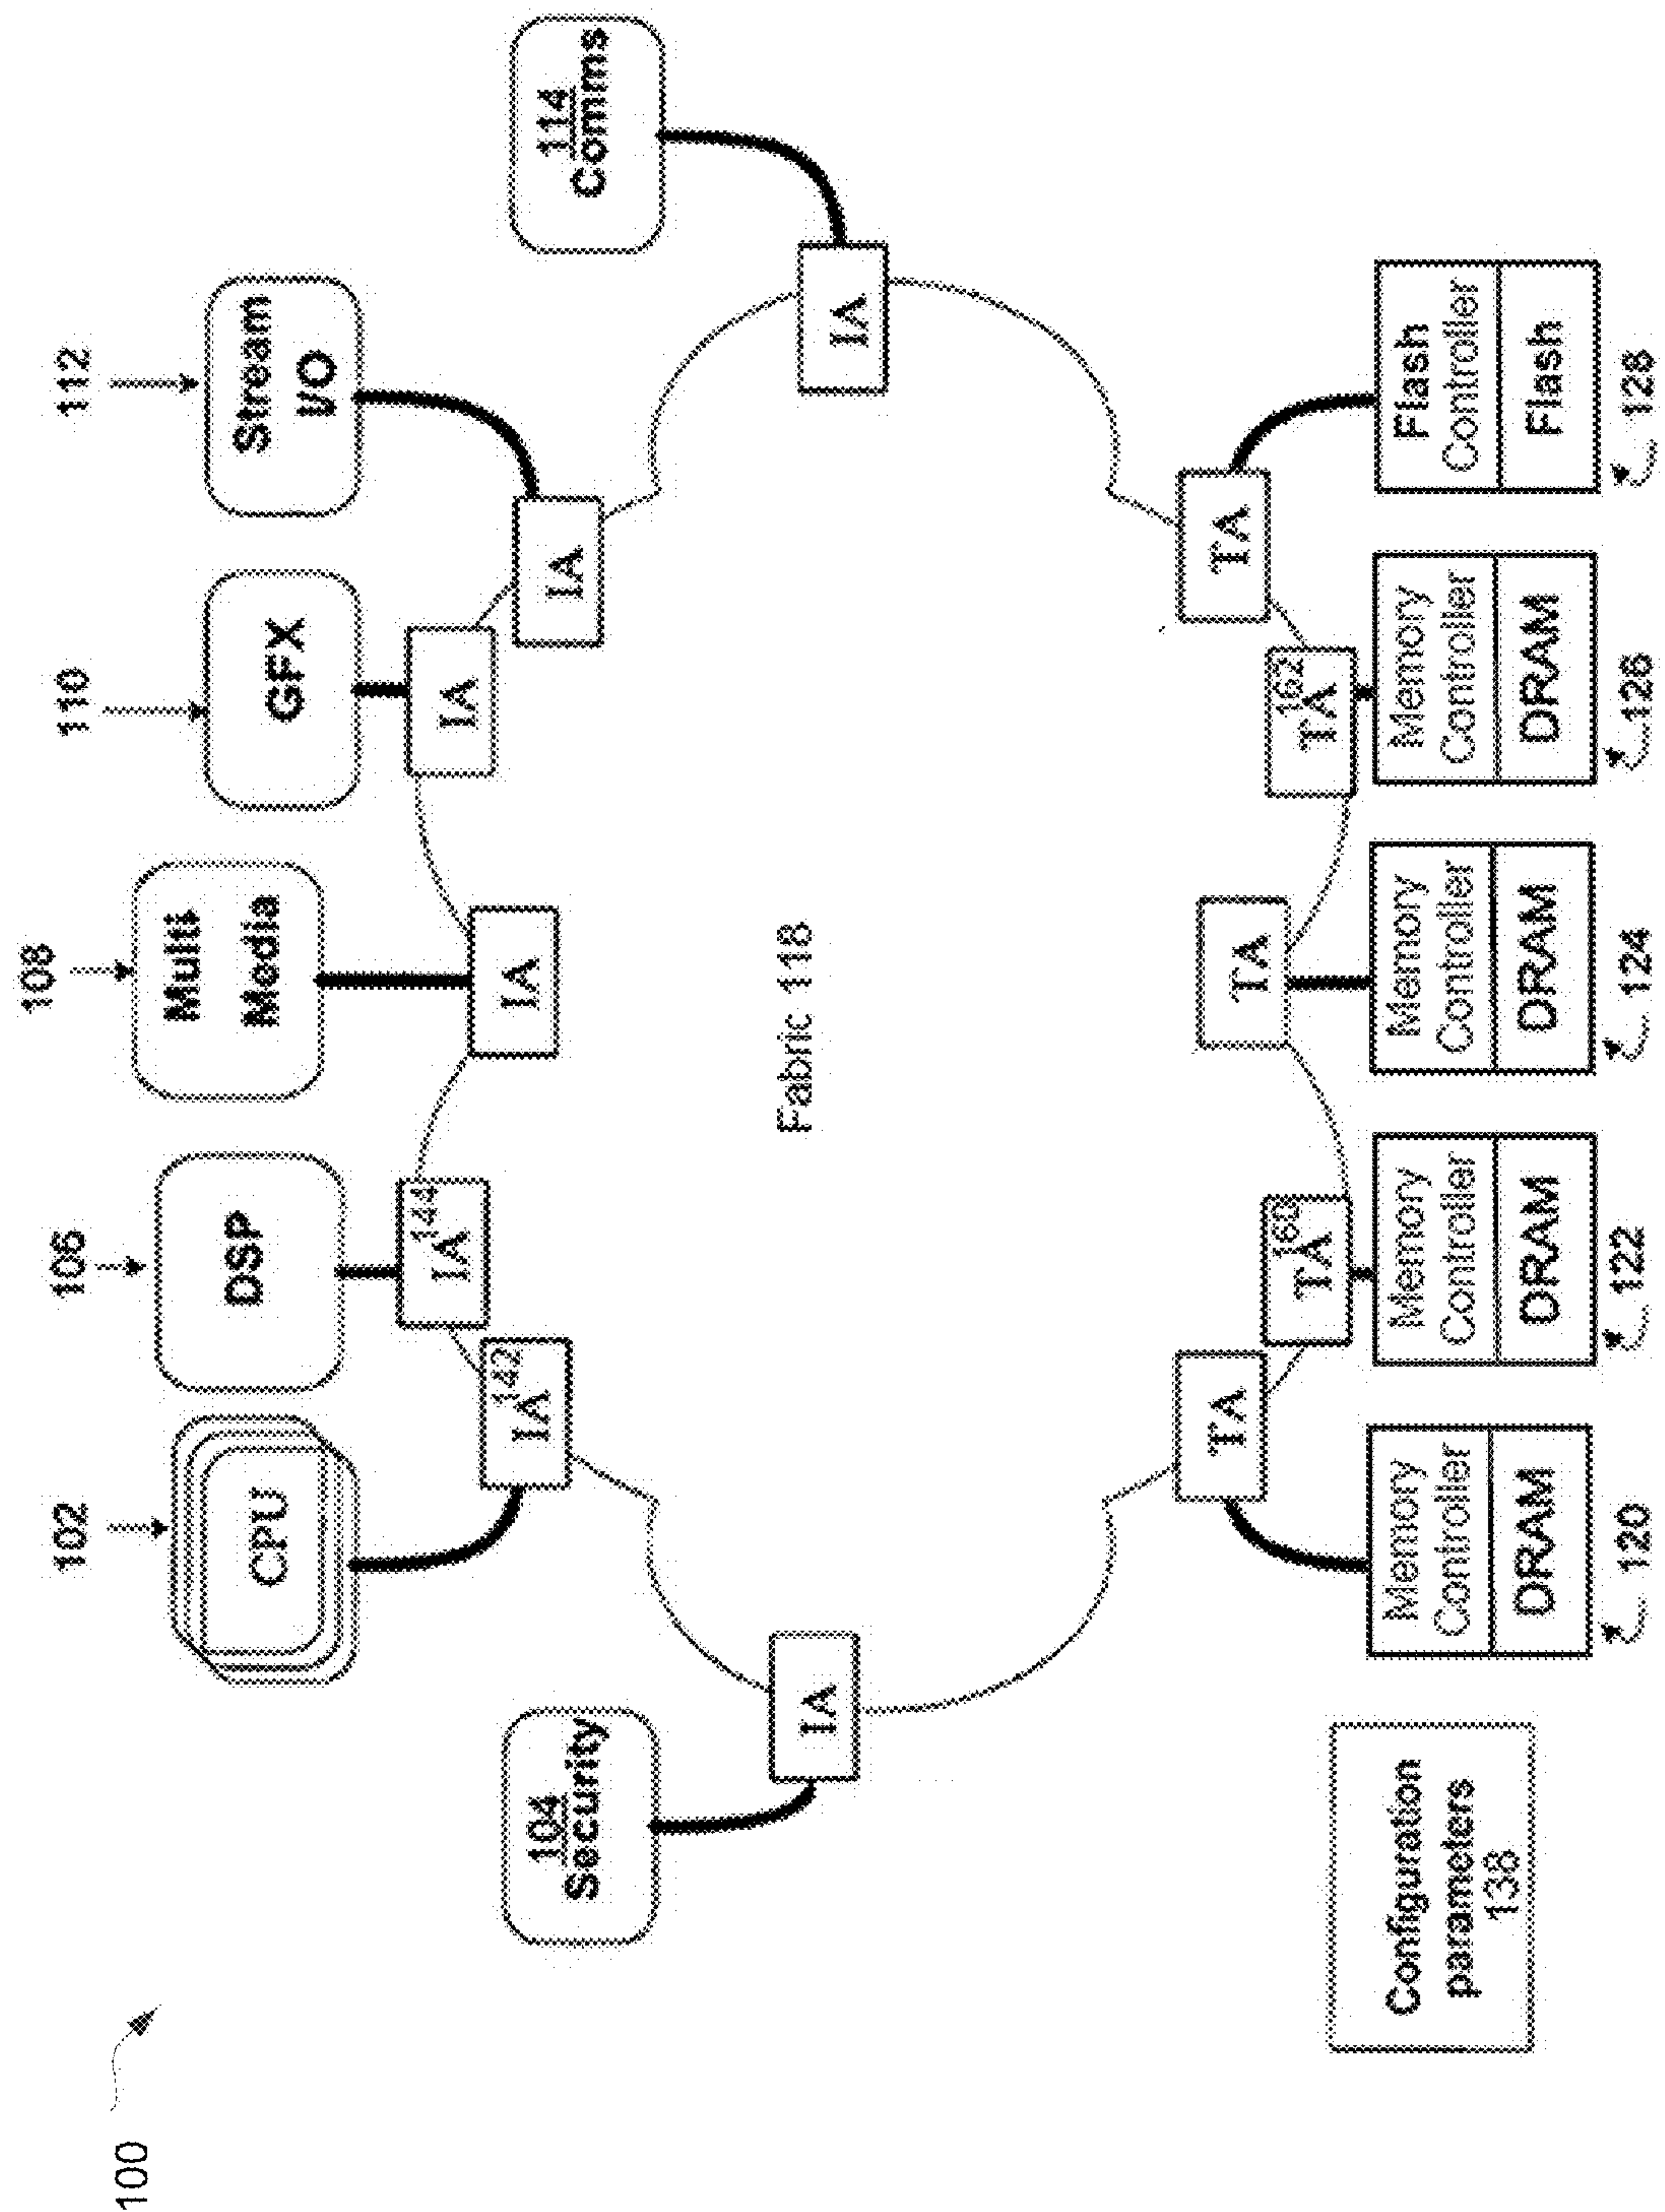 100
102
106
108
110
112
CPU
DSP
Multi
Media
GFX
Stream
I/O
104
Security
114
Comms
142
IA
144
IA
IA
IA
IA
IA
IA
Fabric 118
TA
160
TA
TA
162
TA
TA
Configuration
parameters
138
Memory
Controller
DRAM
120
Memory
Controller
DRAM
122
Memory
Controller
DRAM
124
Memory
Controller
DRAM
126
Flash
Controller
Flash
128